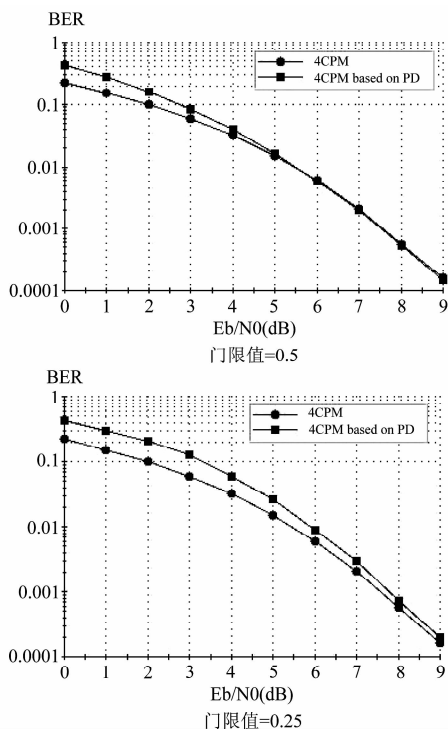 BER
1
0.1
0.01
0.001
0.0001
4CPM
4CPM based on PD
0 1 2 3 4 5 6 7 8 9
Eb/N0(dB)
门限值=0.5
BER
1
0.1
0.01
0.001
0.0001
4CPM
4CPM based on PD
0 1 2 3 4 5 6 7 8 9
Eb/N0(dB)
门限值=0.25